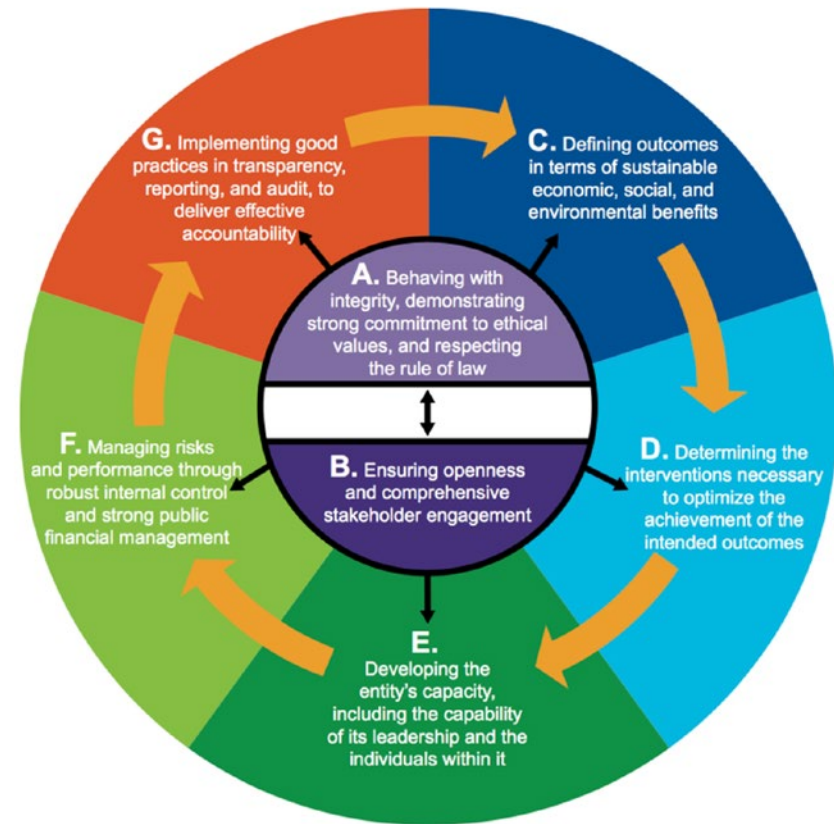 G. Implementing good
practices in transparency,
reporting, and audit, to
deliver effective
accountability
C. Defining outcomes
in terms of sustainable
economic, social, and
environmental benefits
A. Behaving with
integrity, demonstrating
strong commitment to ethical
values, and respecting
the rule of law
F. Managing risks
and performance through
robust internal control
and strong public
financial management
B. Ensuring openness
and comprehensive
stakeholder engagement
D. Determining the
interventions necessary
to optimize the
achievement of the
intended outcomes
E.
Developing the
entity's capacity,
including the capability
of its leadership and the
individuals within it